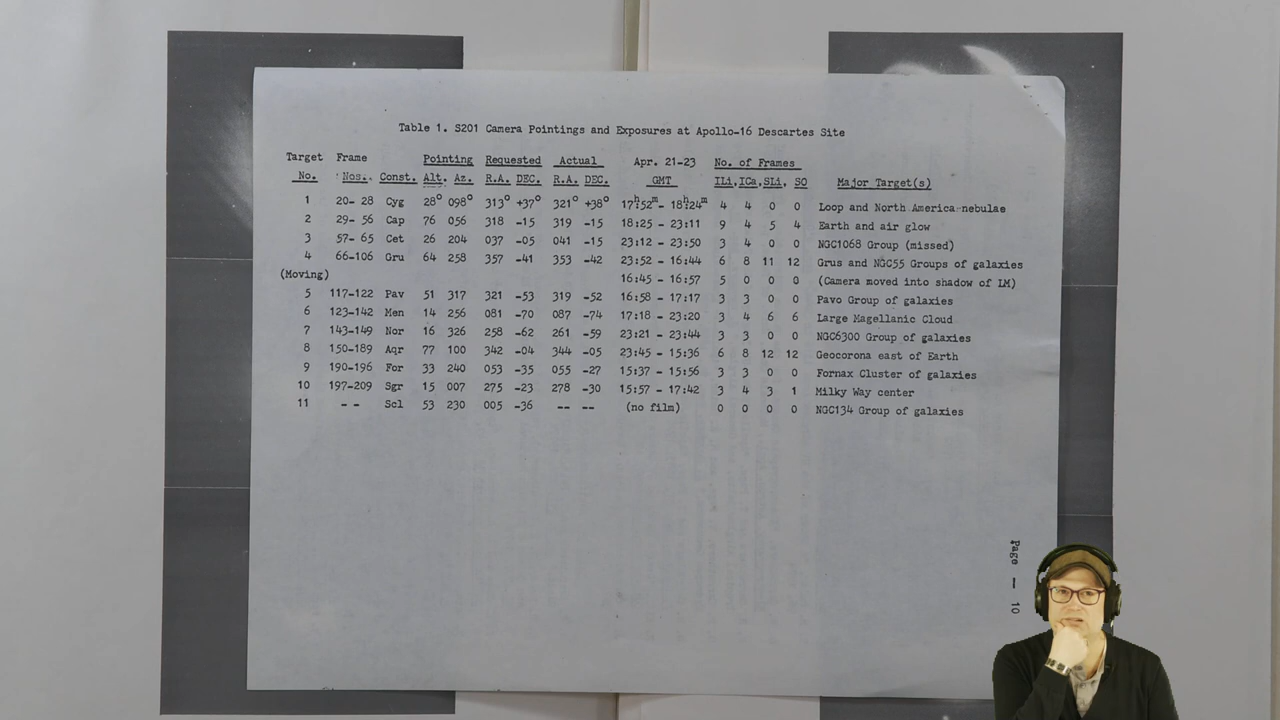 Table 1. S201 Camera Pointings and Exposures at Apollo-16 Descartes Site
Target Frame Pointing Requested Actual Apr. 21-23 No. of Frames
No. Nos. Const. Alt. Az. R.A. DEC. R.A. DEC. GMT ILi, ICa, SLi, SO Major Target(s)
1 20- 28 Cyg 28° 098° 313° +37° 321° +38° 17h52m- 18h24m 4 4 0 0 Loop and North America nebulae
2 29- 56 Cap 76 056 318 -15 319 -15 18:25 - 23:11 9 4 5 4 Earth and air glow
3 57- 65 Cet 26 204 037 -05 041 -15 23:12 - 23:50 3 4 0 0 NGC1068 Group (missed)
4 66-106 Gru 64 258 357 -41 353 -42 23:52 - 16:44 6 8 11 12 Grus and NGC55 Groups of galaxies
(Moving) 16:45 - 16:57 5 0 0 0 (Camera moved into shadow of LM)
5 117-122 Pav 51 317 321 -53 319 -52 16:58 - 17:17 3 3 0 0 Pavo Group of galaxies
6 123-142 Men 14 256 081 -70 087 -74 17:18 - 23:20 3 4 6 6 Large Magellanic Cloud
7 143-149 Nor 16 326 258 -62 261 -59 23:21 - 23:44 3 3 0 0 NGC6300 Group of galaxies
8 150-189 Aqr 77 100 342 -04 344 -05 23:45 - 15:36 6 8 12 12 Geocorona east of Earth
9 190-196 For 33 240 053 -35 055 -27 15:37 - 15:56 3 3 0 0 Fornax Cluster of galaxies
10 197-209 Sgr 15 007 275 -23 278 -30 15:57 - 17:42 3 4 3 1 Milky Way center
11 -- Scl 53 230 005 -36 -- -- (no film) 0 0 0 0 NGC134 Group of galaxies
Page - 10